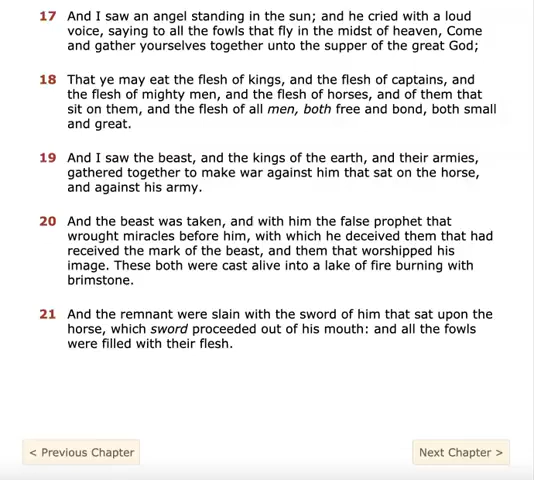 17 And I saw an angel standing in the sun; and he cried with a loud
voice, saying to all the fowls that fly in the midst of heaven, Come
and gather yourselves together unto the supper of the great God;
18 That ye may eat the flesh of kings, and the flesh of captains, and
the flesh of mighty men, and the flesh of horses, and of them that
sit on them, and the flesh of all men, both free and bond, both small
and great.
19 And I saw the beast, and the kings of the earth, and their armies,
gathered together to make war against him that sat on the horse,
and against his army.
20 And the beast was taken, and with him the false prophet that
wrought miracles before him, with which he deceived them that had
received the mark of the beast, and them that worshipped his
image. These both were cast alive into a lake of fire burning with
brimstone.
21 And the remnant were slain with the sword of him that sat upon the
horse, which sword proceeded out of his mouth: and all the fowls
were filled with their flesh.
< Previous Chapter
Next Chapter >